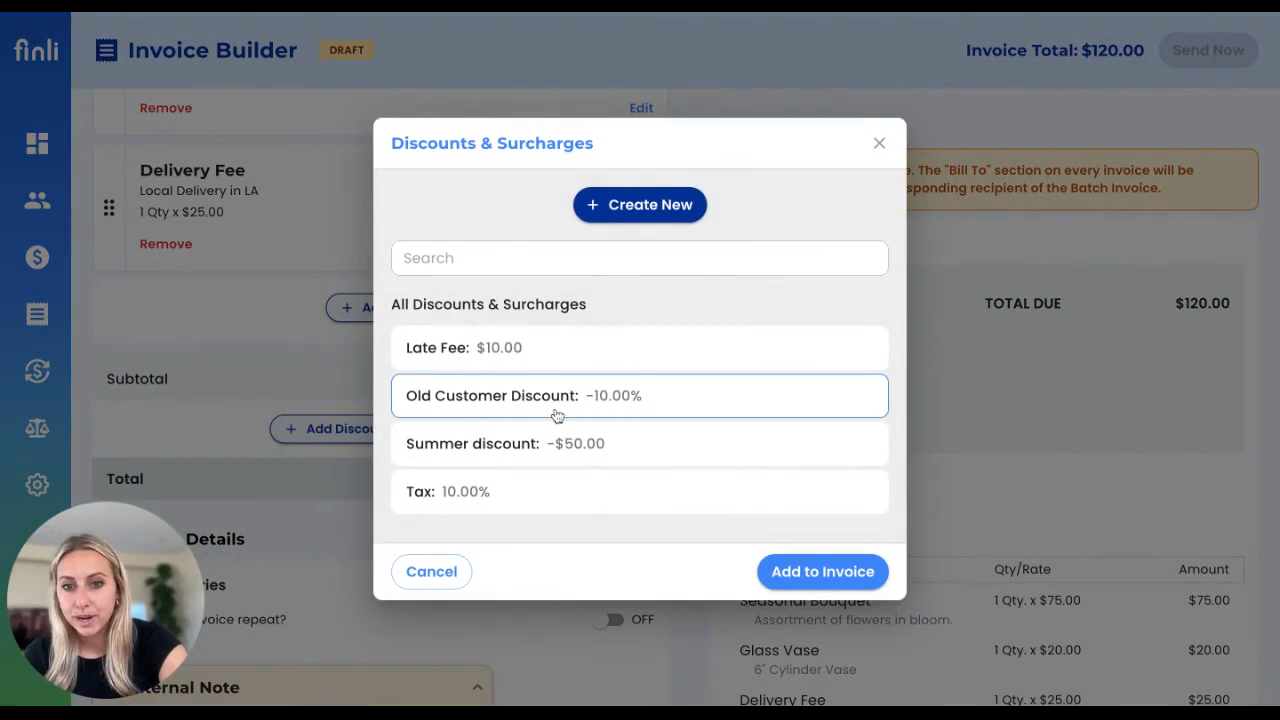 finli
Invoice Builder
DRAFT
Invoice Total: $120.00
Send Now
Remove
Edit
Delivery Fee
Local Delivery in LA
1 Qty x $25.00
Remove
Subtotal
Total
Details
voice repeat?
OFF
ternal Note
Discounts & Surcharges
+ Create New
Search
All Discounts & Surcharges
Late Fee: $10.00
Old Customer Discount: -10.00%
Summer discount: -$50.00
Tax: 10.00%
Cancel
Add to Invoice
e. The "Bill To" section on every invoice will be
sponding recipient of the Batch Invoice.
TOTAL DUE
$120.00
Qty/Rate
Amount
Seasonal Bouquet
1 Qty. x $75.00
$75.00
Assortment of flowers in bloom.
Glass Vase
1 Qty. x $20.00
$20.00
6" Cylinder Vase
Delivery Fee
1 Qty. x $25.00
$25.00